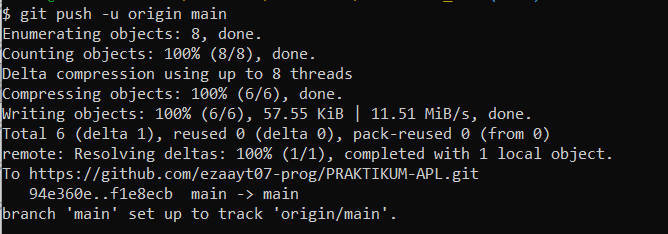 $ git push -u origin main
Enumerating objects: 8, done.
Counting objects: 100% (8/8), done.
Delta compression using up to 8 threads
Compressing objects: 100% (6/6), done.
Writing objects: 100% (6/6), 57.55 KiB | 11.51 MiB/s, done.
Total 6 (delta 1), reused 0 (delta 0), pack-reused 0 (from 0)
remote: Resolving deltas: 100% (1/1), completed with 1 local object.
To https://github.com/ezaayt07-prog/PRAKTIKUM-APL.git
   94e360e..f1e8ecb  main -> main
branch 'main' set up to track 'origin/main'.